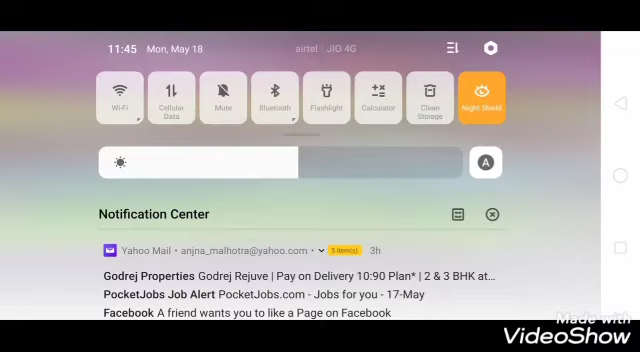 11:45 Mon, May 18 airtel | JIO 4G
Wi-Fi
Cellular Data
Mute
Bluetooth
Flashlight
Calculator
Clean Storage
Night Shield
A
Notification Center
Yahoo Mail • anjna_malhotra@yahoo.com • 5 item(s) 3h
Godrej Properties Godrej Rejuve | Pay on Delivery 10:90 Plan* | 2 & 3 BHK at...
PocketJobs Job Alert PocketJobs.com - Jobs for you - 17-May
Facebook A friend wants you to like a Page on Facebook
Made with
VideoShow